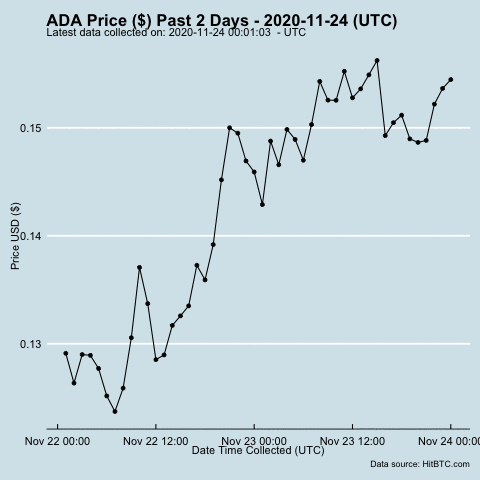 ADA Price ($) Past 2 Days - 2020-11-24 (UTC)
Latest data collected on: 2020-11-24 00:01:03 - UTC
0.15
0.14
0.13
Price USD ($)
Nov 22 00:00 Nov 22 12:00 Nov 23 00:00 Nov 23 12:00 Nov 24 00:00
Date Time Collected (UTC)
Data source: HitBTC.com